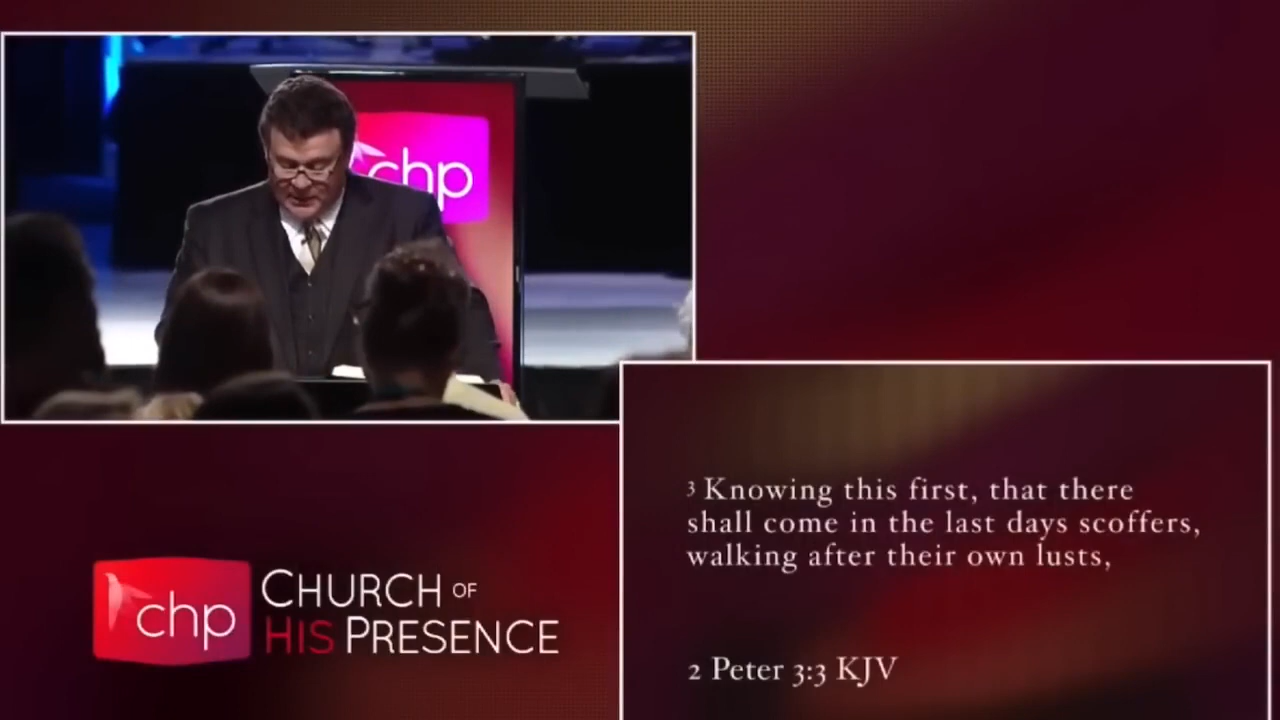 chp
3 Knowing this first, that there
shall come in the last days scoffers,
walking after their own lusts,
2 Peter 3:3 KJV
chp
CHURCH OF
HIS PRESENCE